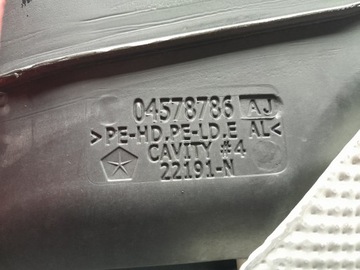 04578786 AJ
>PE-HD,PE-LD,E AL<
CAVITY #4
22191-N